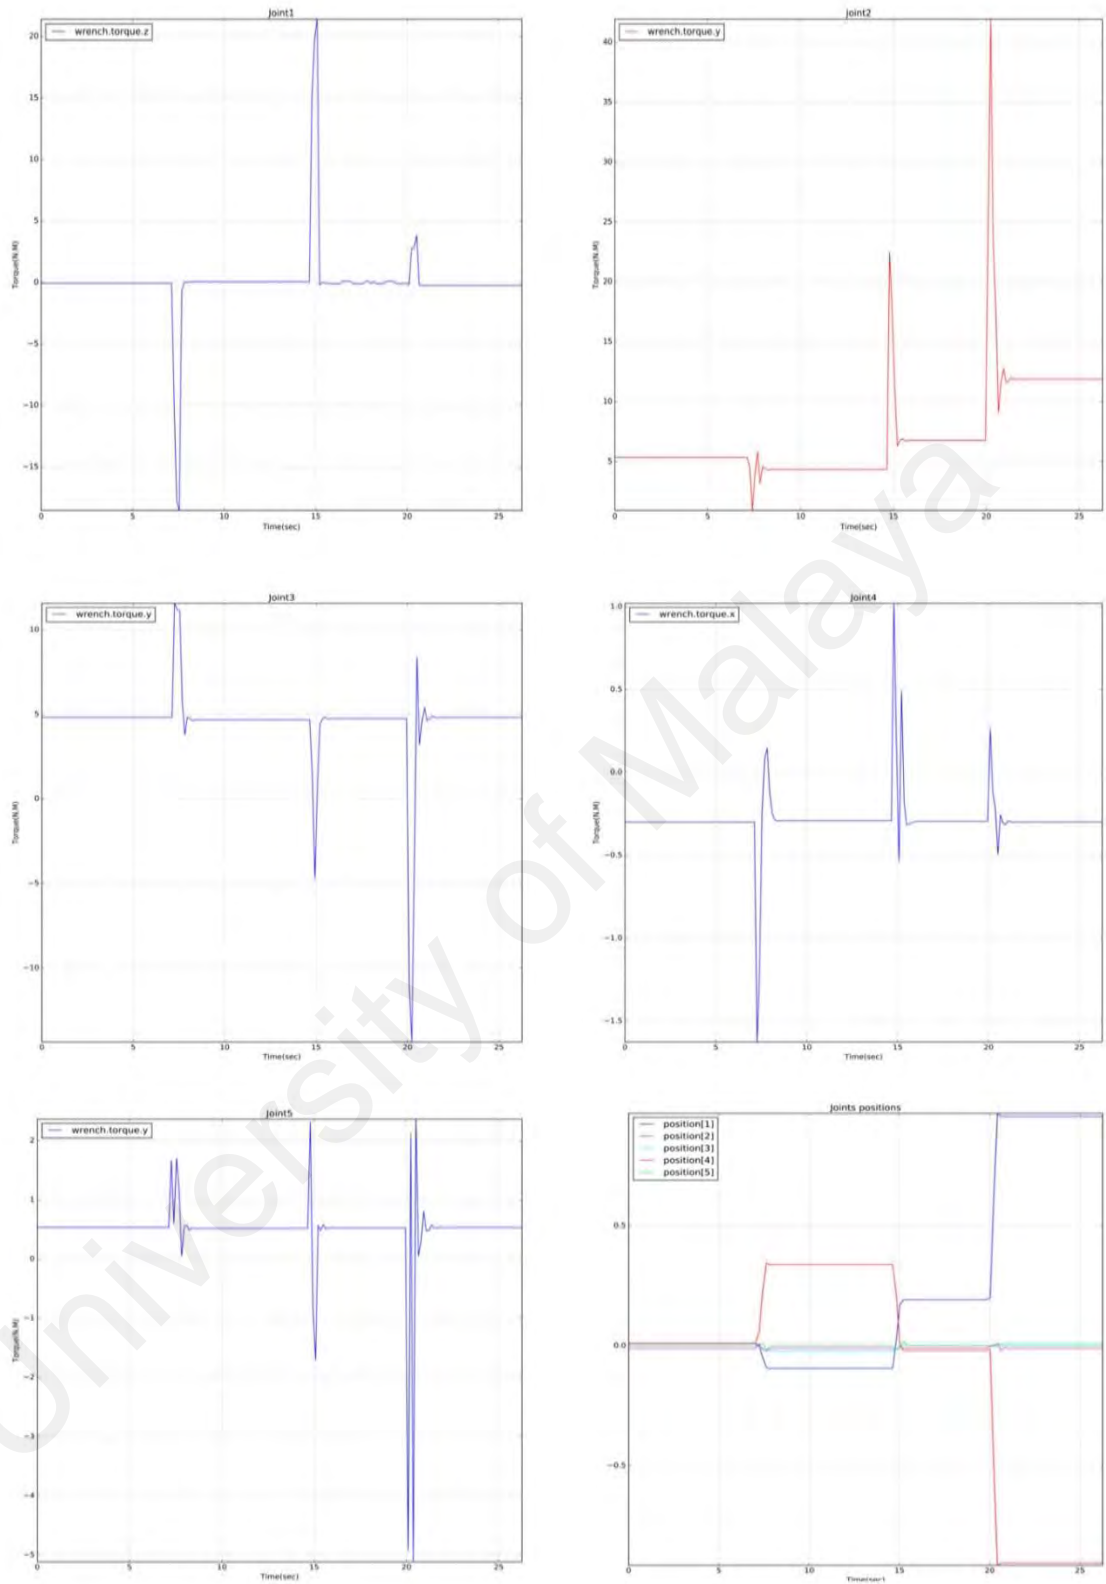 Joint1
wrench.torque.z
20
15
10
5
0
−5
−10
−15
Torque(N.M)
0 5 10 15 20 25
Time(sec)
Joint2
wrench.torque.y
40
35
30
25
20
15
10
5
Torque(N.M)
0 5 10 15 20 25
Time(sec)
Joint3
wrench.torque.y
10
5
0
−5
−10
Torque(N.M)
0 5 10 15 20 25
Time(sec)
Joint4
wrench.torque.x
1.0
0.5
0.0
−0.5
−1.0
−1.5
Torque(N.M)
0 5 10 15 20 25
Time(sec)
Joint5
wrench.torque.y
2
1
0
−1
−2
−3
−4
−5
Torque(N.M)
0 5 10 15 20 25
Time(sec)
Joints positions
position[1]
position[2]
position[3]
position[4]
position[5]
0.5
0.0
−0.5
0 5 10 15 20 25
Time(sec)
University of Malaya